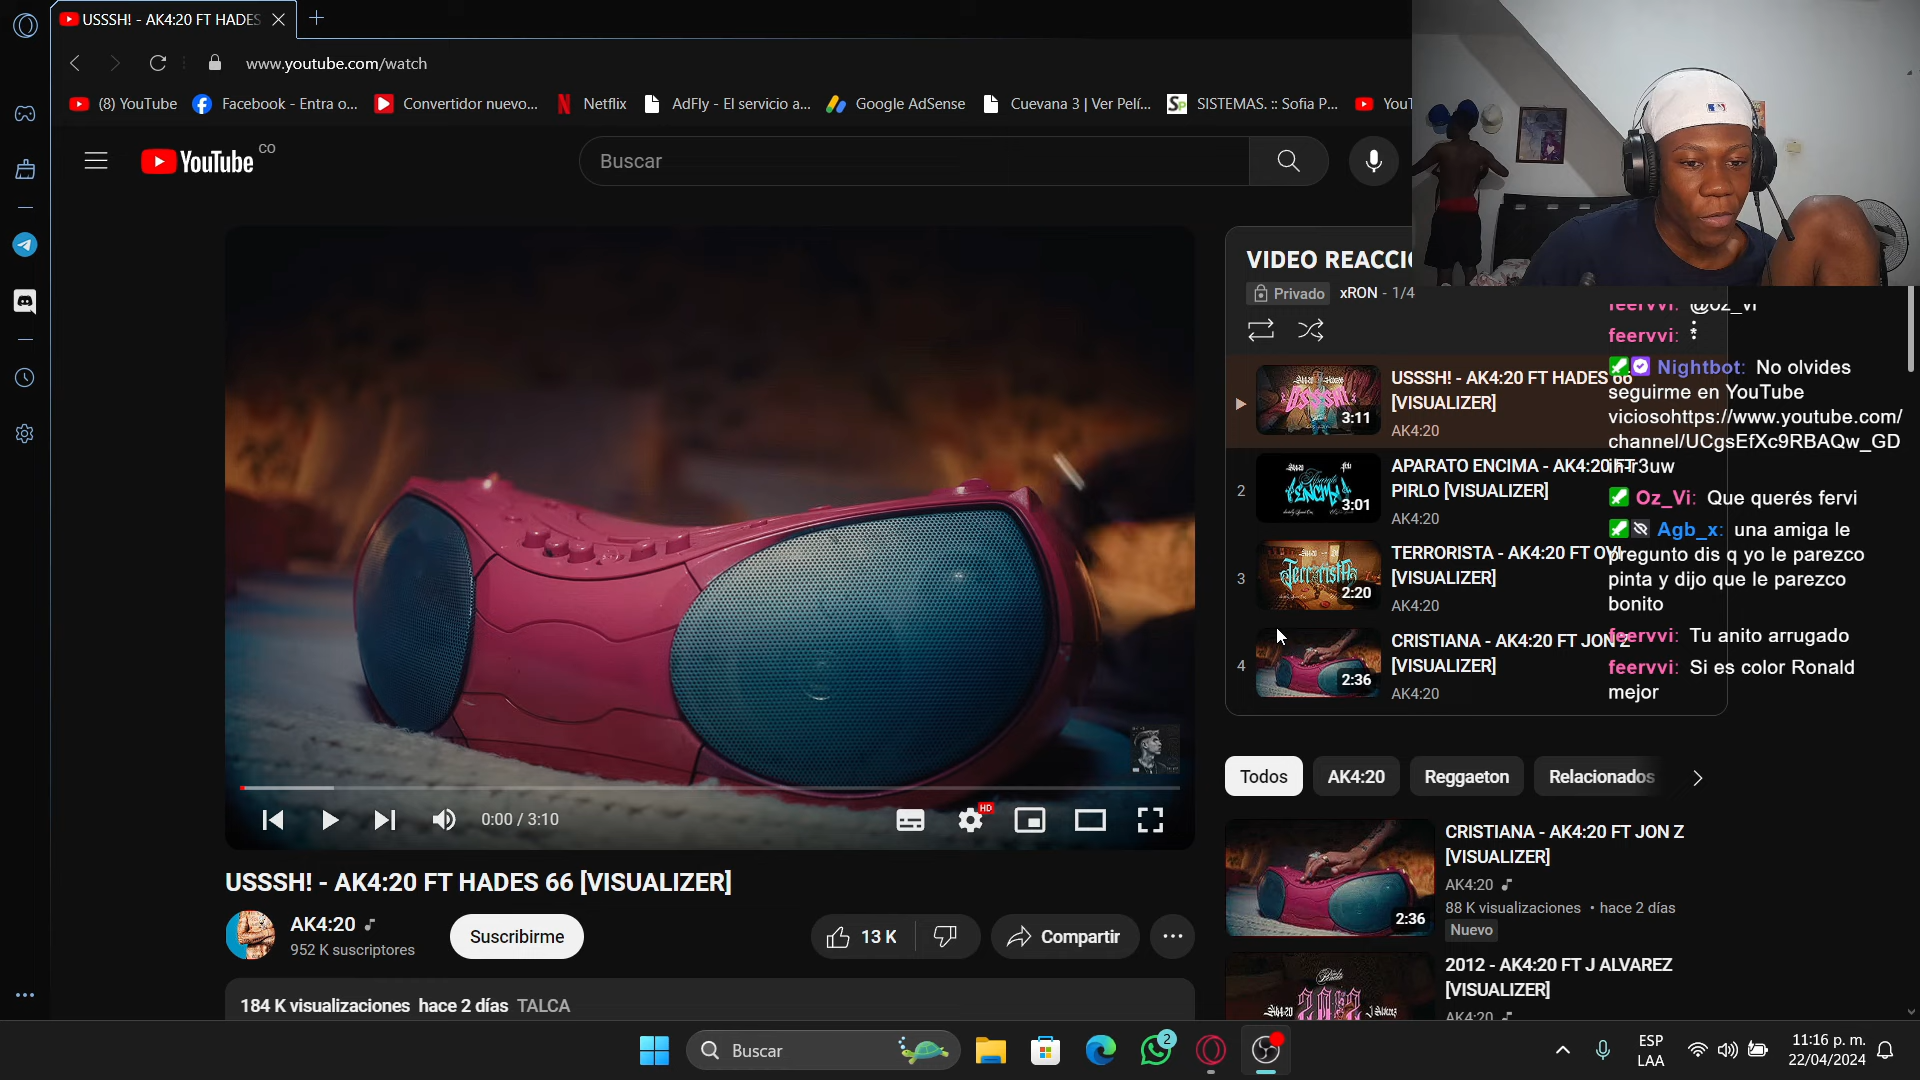 USSSH! - AK4:20 FT HADES
www.youtube.com/watch
(8) YouTube
Facebook - Entra o...
Convertidor nuevo...
Netflix
AdFly - El servicio a...
Google AdSense
Cuevana 3 | Ver Pelí...
SISTEMAS. :: Sofia P...
YouT
YouTube CO
Buscar
VIDEO REACCIO
Privado xRON - 1/4
USSSH! - AK4:20 FT HADES 66
[VISUALIZER]
3:11
AK4:20
2
APARATO ENCIMA - AK4:20 FT
PIRLO [VISUALIZER]
3:01
AK4:20
3
TERRORISTA - AK4:20 FT OVI
[VISUALIZER]
2:20
AK4:20
4
CRISTIANA - AK4:20 FT JON Z
[VISUALIZER]
2:36
AK4:20
feervvi: @oz_vi
feervvi:
Nightbot: No olvides
seguirme en YouTube
viciosohttps://www.youtube.com/
channel/UCgsEfXc9RBAQw_GD
ih-r3uw
Oz_Vi: Que querés fervi
Agb_x: una amiga le
pregunto dis q yo le parezco
pinta y dijo que le parezco
bonito
feervvi: Tu anito arrugado
feervvi: Si es color Ronald
mejor
0:00 / 3:10
HD
USSSH! - AK4:20 FT HADES 66 [VISUALIZER]
AK4:20
952 K suscriptores
Suscribirme
13 K
Compartir
184 K visualizaciones hace 2 días TALCA
Todos
AK4:20
Reggaeton
Relacionados
CRISTIANA - AK4:20 FT JON Z
[VISUALIZER]
AK4:20
88 K visualizaciones • hace 2 días
Nuevo
2:36
2012 - AK4:20 FT J ALVAREZ
[VISUALIZER]
AK4:20
Buscar
2
ESP
LAA
11:16 p. m.
22/04/2024